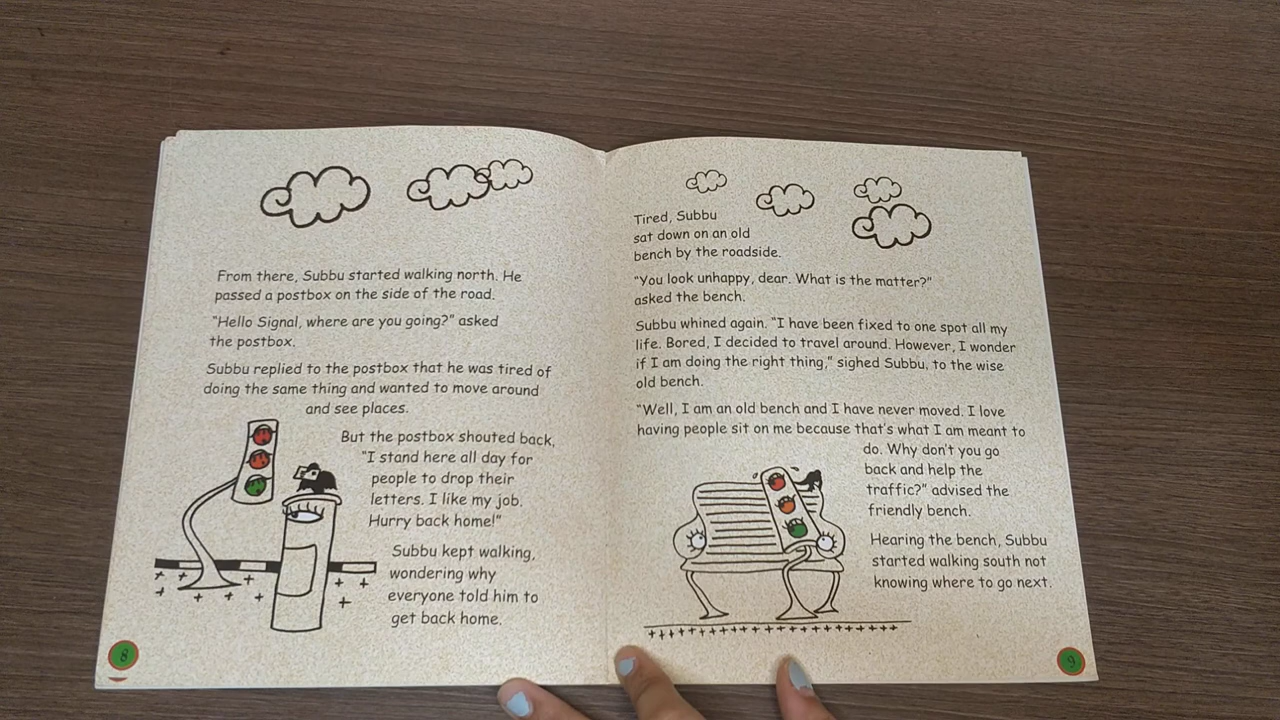 From there, Subbu started walking north. He
passed a postbox on the side of the road.
"Hello Signal, where are you going?" asked
the postbox.
Subbu replied to the postbox that he was tired of
doing the same thing and wanted to move around
and see places.
But the postbox shouted back,
"I stand here all day for
people to drop their
letters. I like my job.
Hurry back home!"
Subbu kept walking,
wondering why
everyone told him to
get back home.
8
Tired, Subbu
sat down on an old
bench by the roadside.
"You look unhappy, dear. What is the matter?"
asked the bench.
Subbu whined again. "I have been fixed to one spot all my
life. Bored, I decided to travel around. However, I wonder
if I am doing the right thing," sighed Subbu, to the wise
old bench.
"Well, I am an old bench and I have never moved. I love
having people sit on me because that's what I am meant to
do. Why don't you go
back and help the
traffic?" advised the
friendly bench.
Hearing the bench, Subbu
started walking south not
knowing where to go next.
9